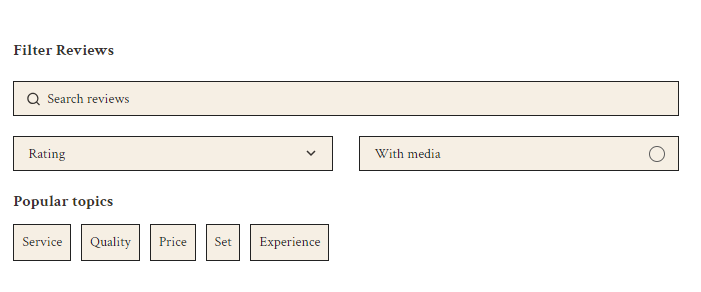 Filter Reviews
Search reviews
Rating With media
Popular topics
Service Quality Price Set Experience